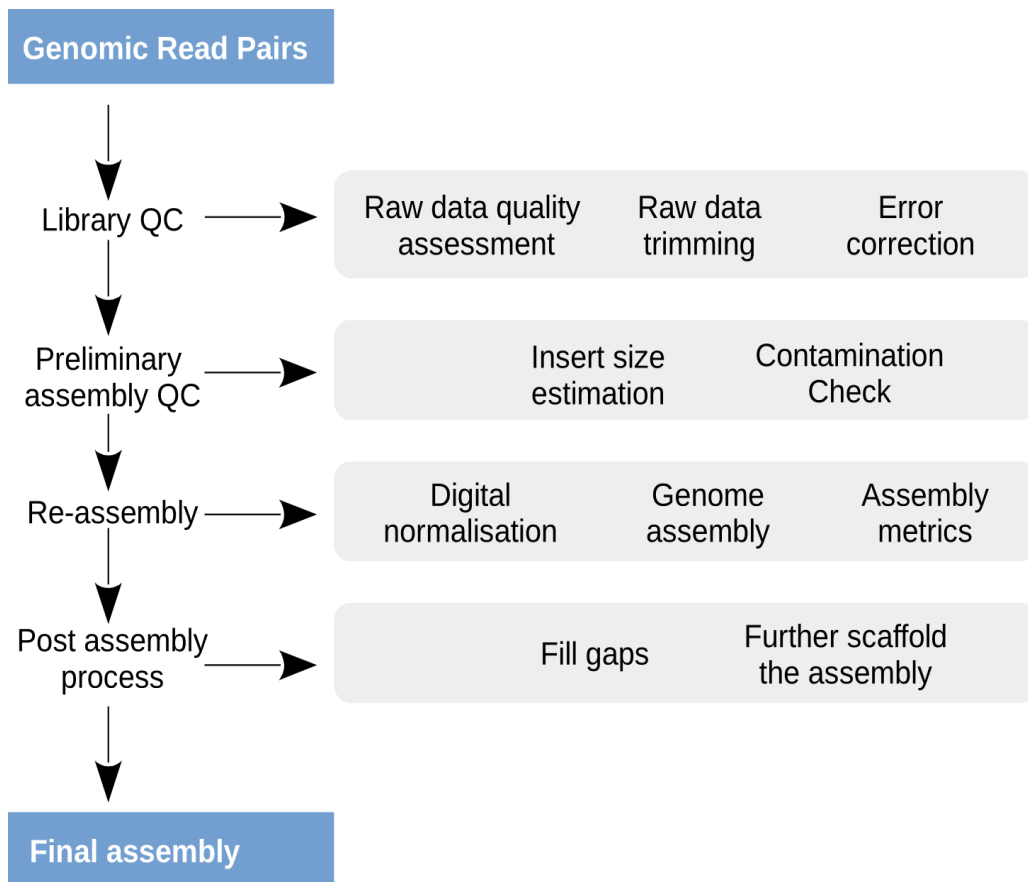 Genomic Read Pairs
Library QC
Raw data quality
assessment
Raw data
trimming
Error
correction
Preliminary
assembly QC
Insert size
estimation
Contamination
Check
Re-assembly
Digital
normalisation
Genome
assembly
Assembly
metrics
Post assembly
process
Fill gaps
Further scaffold
the assembly
Final assembly